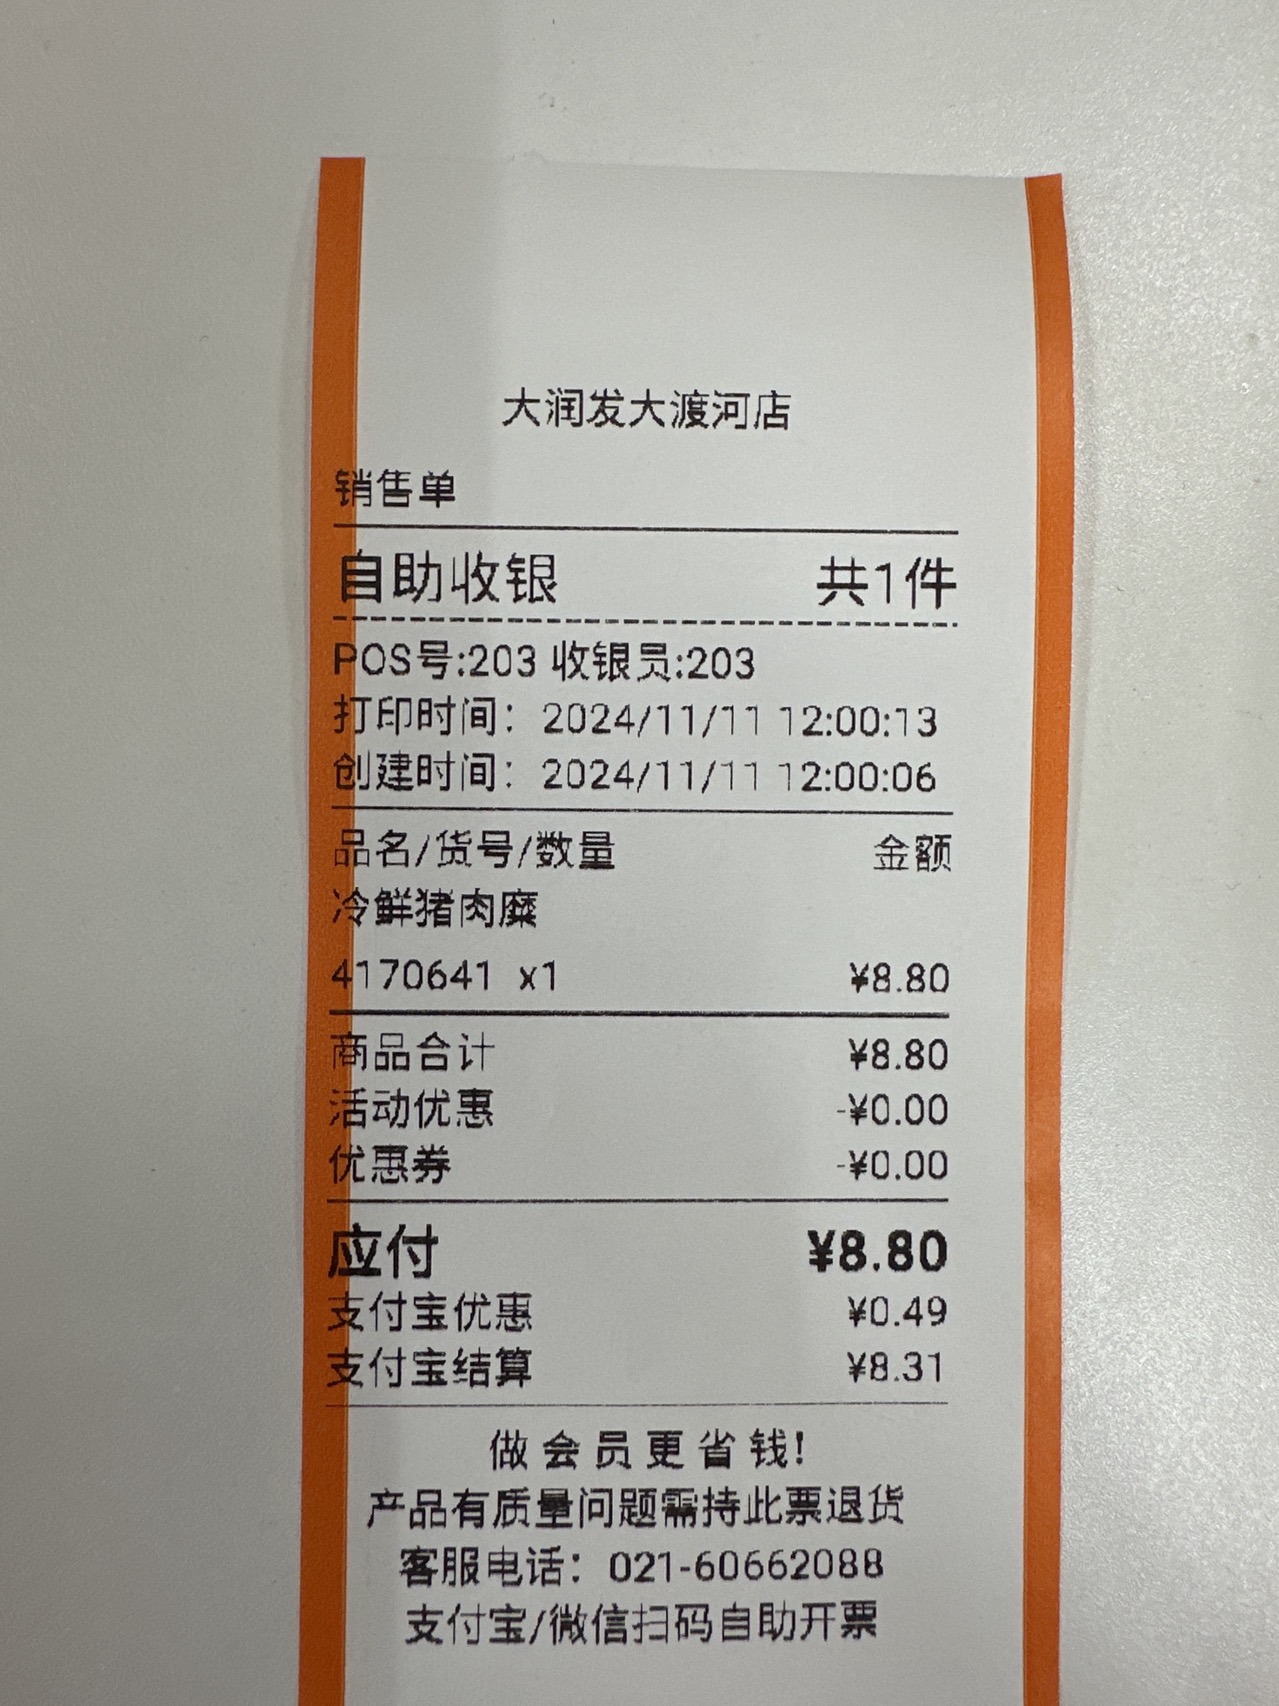 大润发大渡河店
销售单
自助收银 共1件
POS号:203 收银员:203
打印时间：2024/11/11 12:00:13
创建时间：2024/11/11 12:00:06
品名/货号/数量 金额
冷鲜猪肉糜
4170641 x1 ¥8.80
商品合计 ¥8.80
活动优惠 -¥0.00
优惠券 -¥0.00
应付 ¥8.80
支付宝优惠 ¥0.49
支付宝结算 ¥8.31
做会员更省钱!
产品有质量问题需持此票退货
客服电话：021-60662088
支付宝/微信扫码自助开票